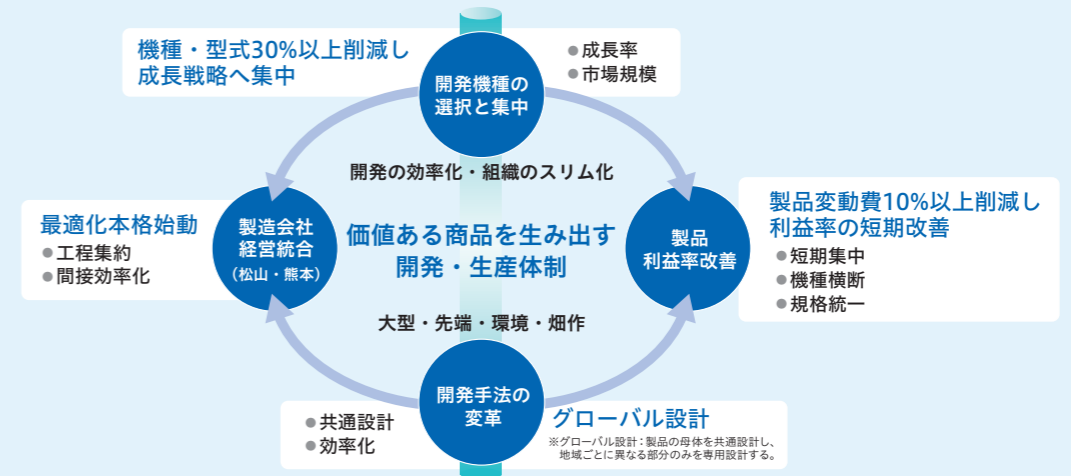 機種・型式30%以上削減し
成長戦略へ集中
開発機種の
選択と集中
●成長率
●市場規模
開発の効率化・組織のスリム化
最適化本格始動
●工程集約
●間接効率化
製造会社
経営統合
（松山・熊本）
価値ある商品を生み出す
開発・生産体制
製品
利益率改善
製品変動費10%以上削減し
利益率の短期改善
●短期集中
●機種横断
●規格統一
大型・先端・環境・畑作
●共通設計
●効率化
開発手法の
変革
グローバル設計
※グローバル設計：製品の母体を共通設計し、
地域ごとに異なる部分のみを専用設計する。